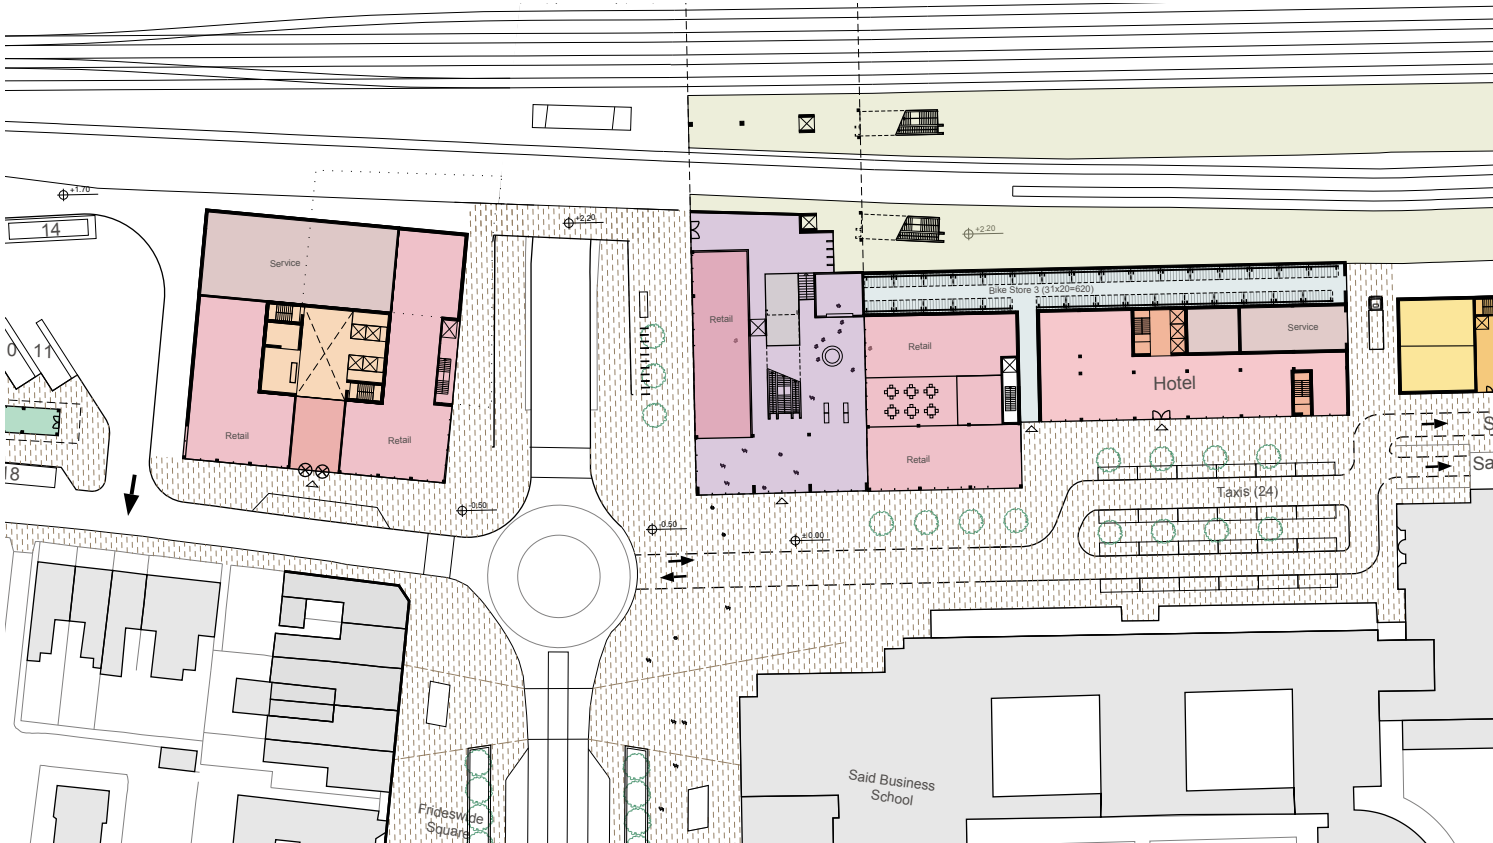 +1.70
14
+2.20
+2.20
Service
Bike Store 3 (31x20=620)
Retail
Service
Retail
0
11
Hotel
Retail
Retail
Retail
18
S
Sa
Taxis (24)
-0.50
-0.50
±0.00
Said Business
School
Frideswide
Square